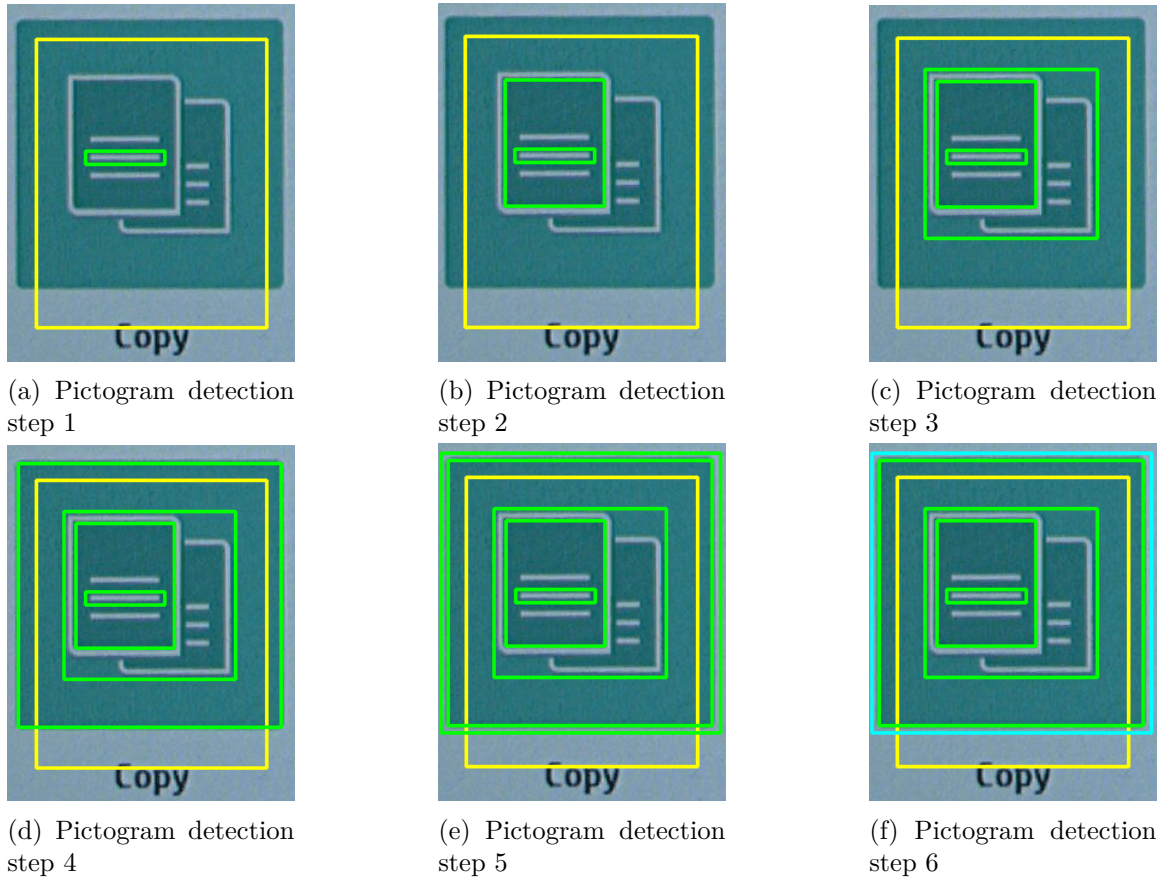 Copy
Copy
Copy
(a) Pictogram detection
step 1
(b) Pictogram detection
step 2
(c) Pictogram detection
step 3
Copy
Copy
Copy
(d) Pictogram detection
step 4
(e) Pictogram detection
step 5
(f) Pictogram detection
step 6